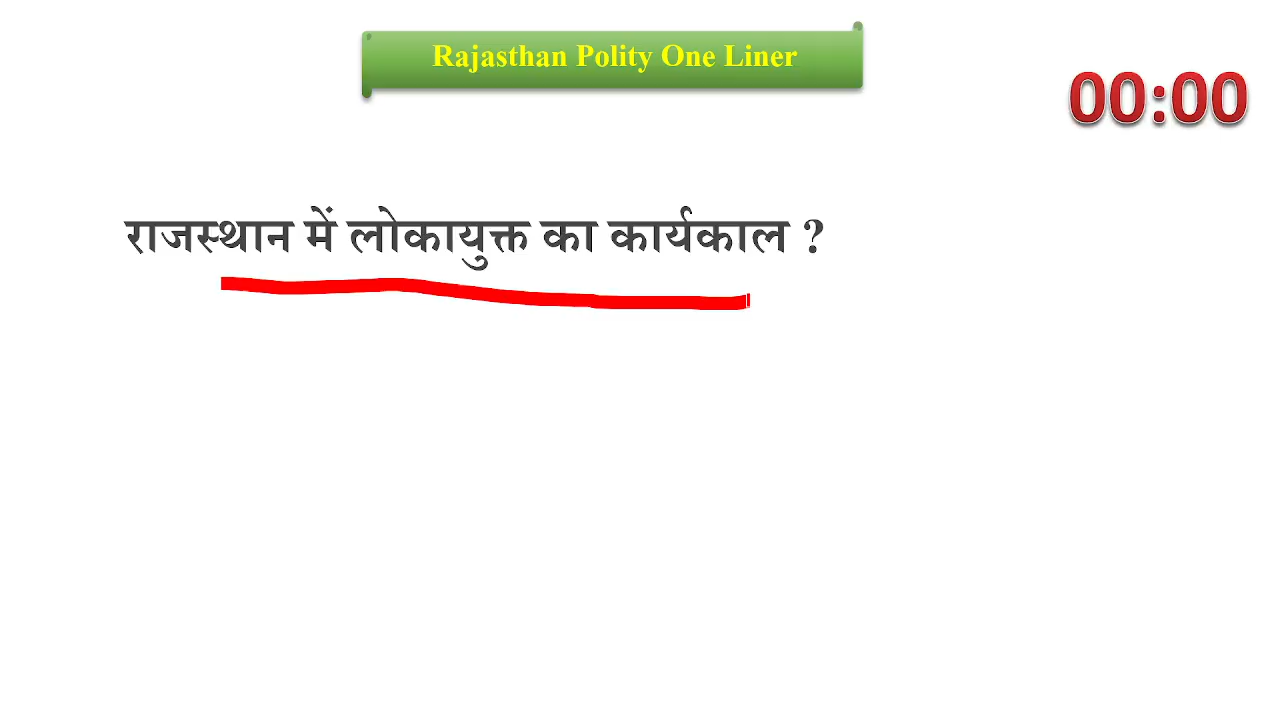 Rajasthan Polity One Liner
00:00
राजस्थान में लोकायुक्त का कार्यकाल ?